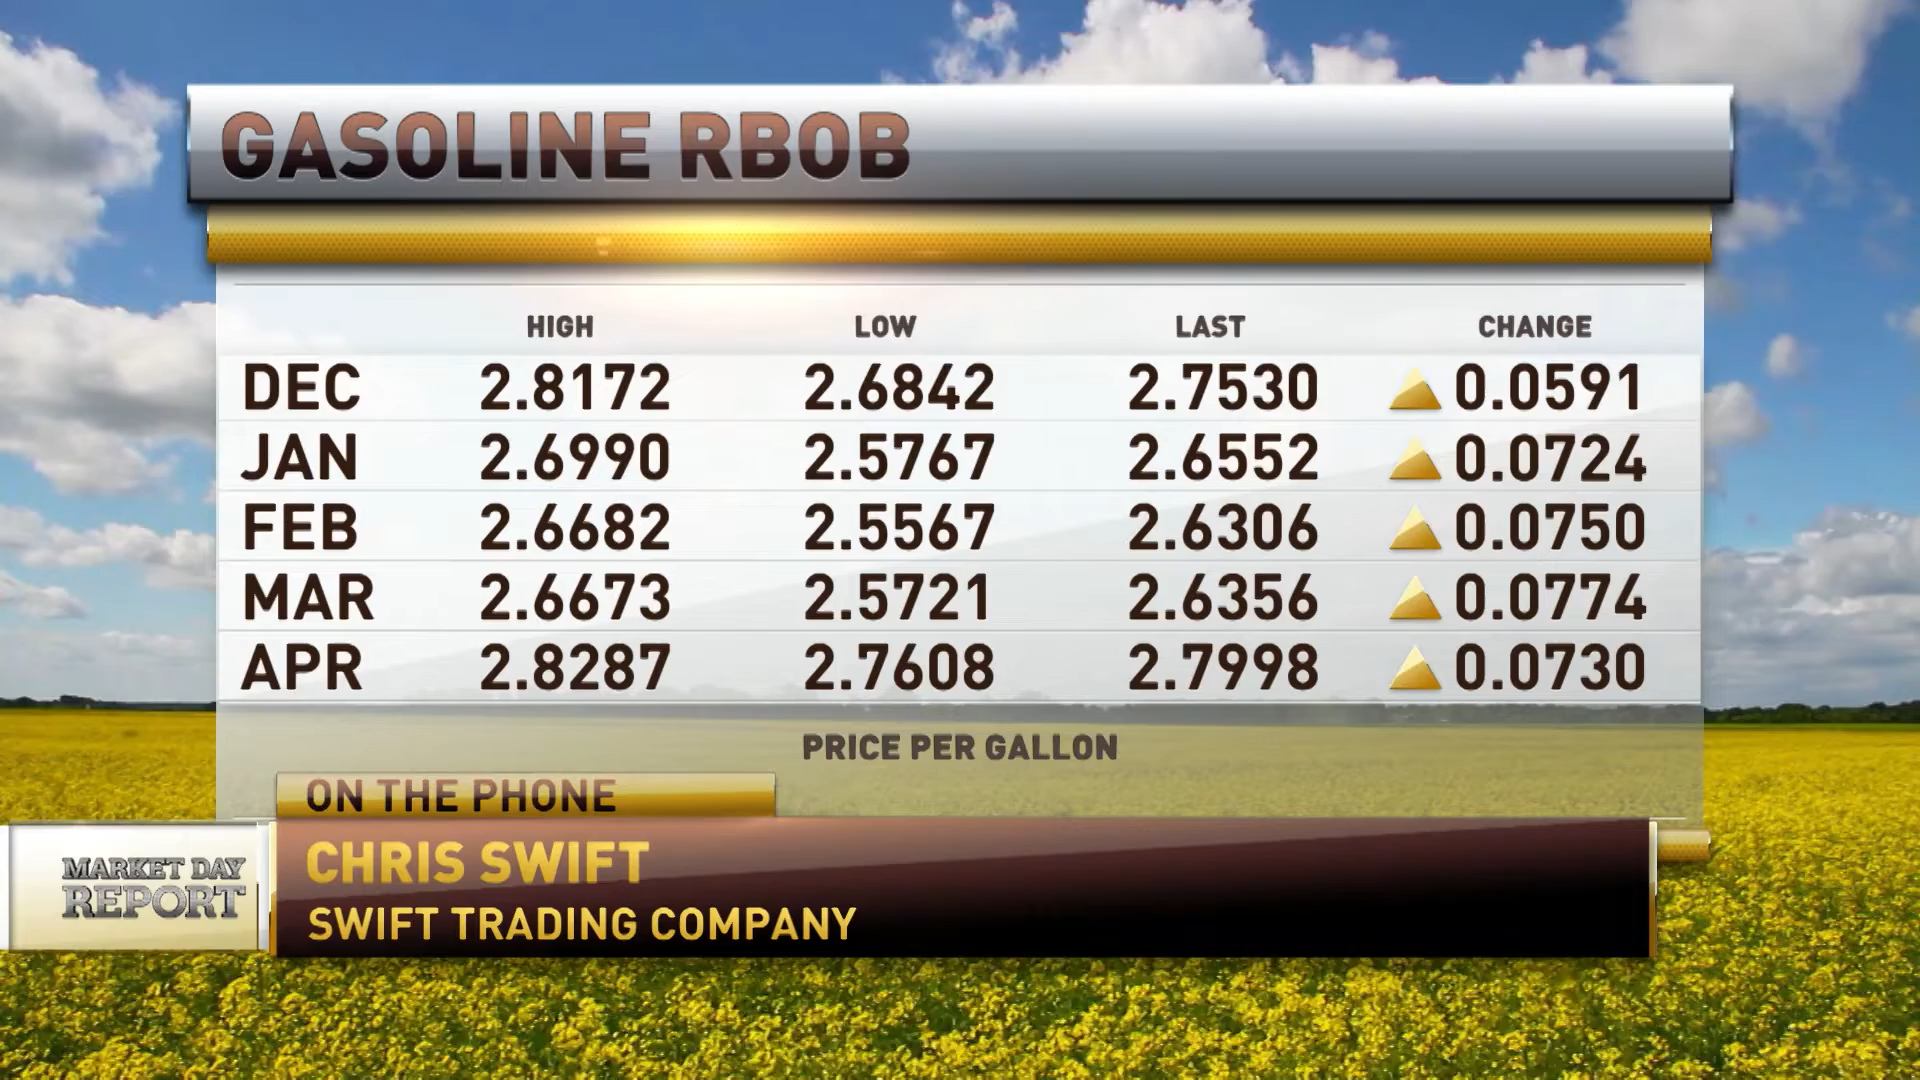 GASOLINE RBOB
HIGH LOW LAST CHANGE
DEC 2.8172 2.6842 2.7530 0.0591
JAN 2.6990 2.5767 2.6552 0.0724
FEB 2.6682 2.5567 2.6306 0.0750
MAR 2.6673 2.5721 2.6356 0.0774
APR 2.8287 2.7608 2.7998 0.0730
PRICE PER GALLON
ON THE PHONE
CHRIS SWIFT
SWIFT TRADING COMPANY
MARKET DAY
REPORT